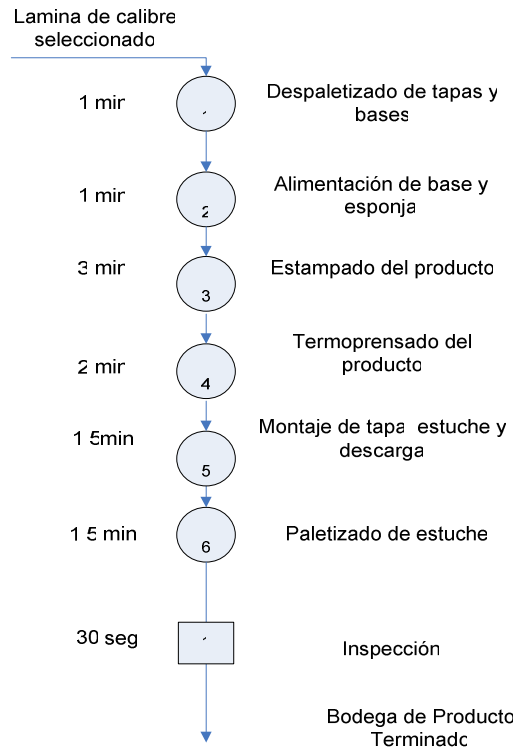 Lamina de calibre
seleccionado
1 min
Despaletizado de tapas y
bases
1 min
2
Alimentación de base y
esponja
3 min
3
Estampado del producto
2 min
4
Termoprensado del
producto
1 5min
5
Montaje de tapa estuche y
descarga
1 5 min
6
Paletizado de estuche
30 seg
Inspección
Bodega de Producto
Terminado